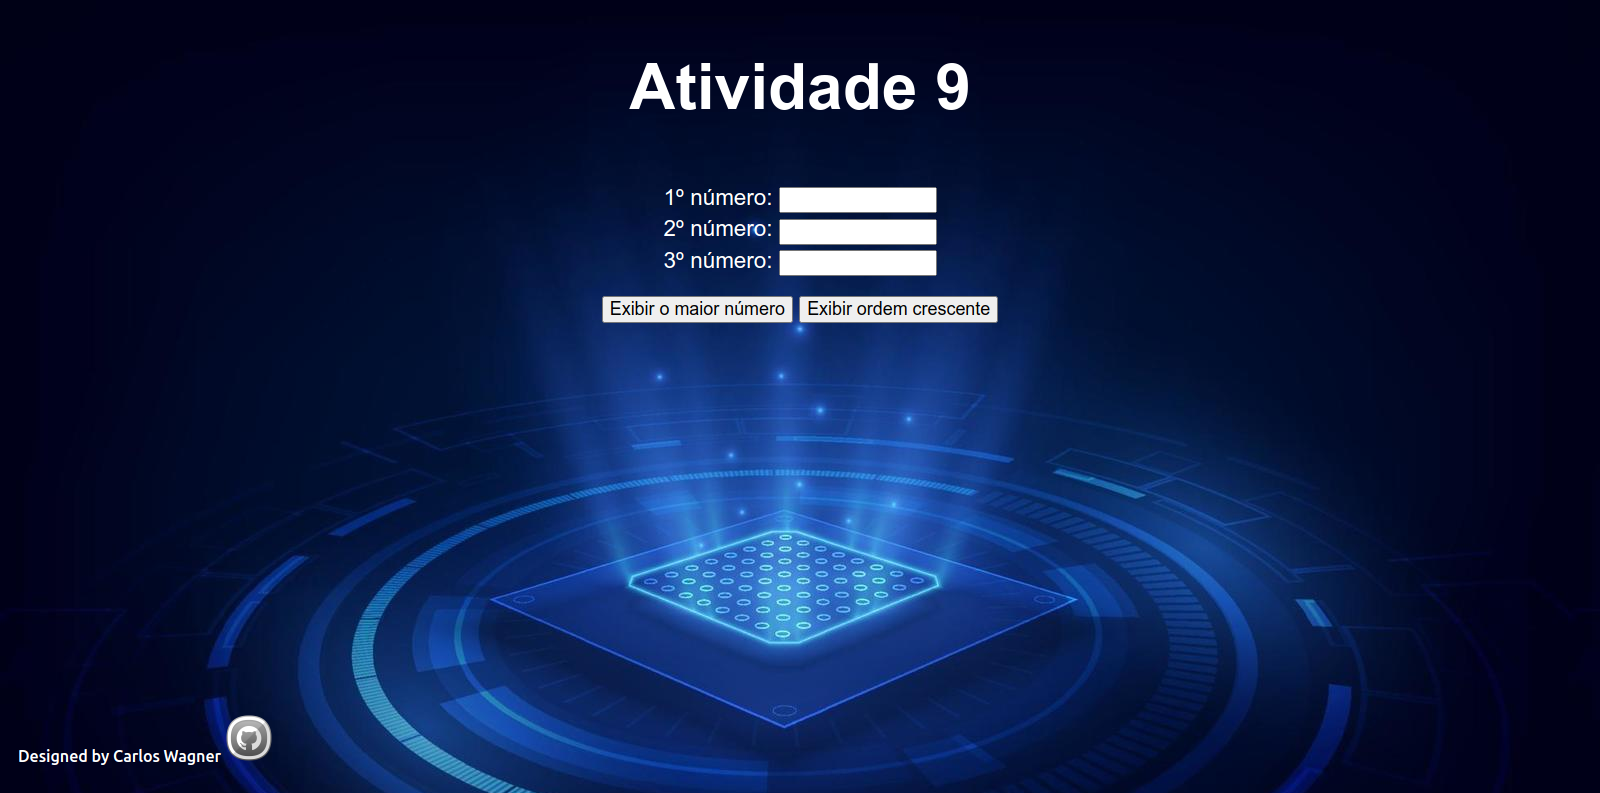 Atividade 9
1º número:
2º número:
3º número:
Exibir o maior número Exibir ordem crescente
Designed by Carlos Wagner